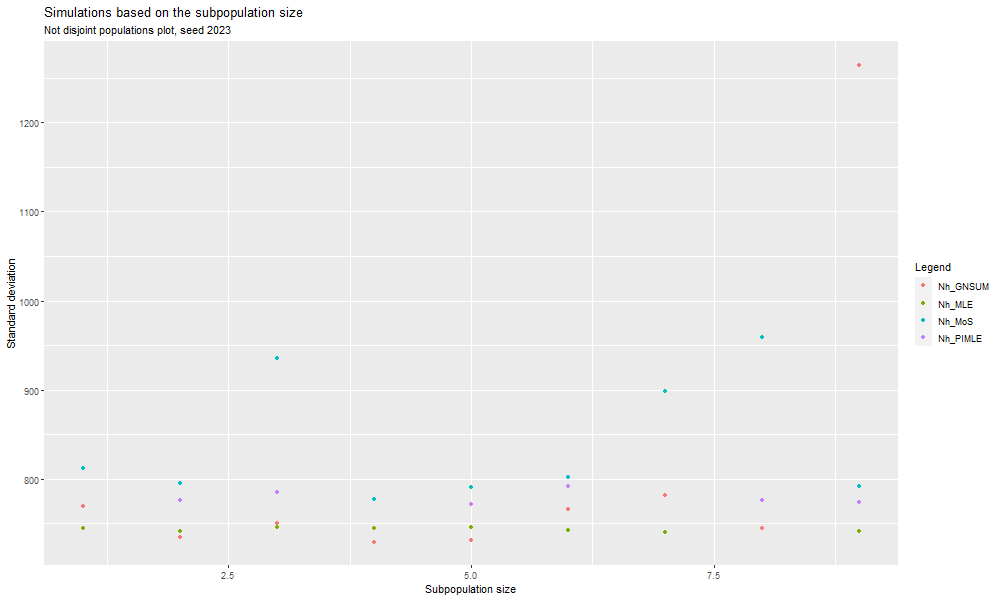 Simulations based on the subpopulation size
Not disjoint populations plot, seed 2023
Standard deviation
1200
1100
1000
900
800
2.5
5.0
7.5
Subpopulation size
Legend
Nh_GNSUM
Nh_MLE
Nh_MoS
Nh_PIMLE